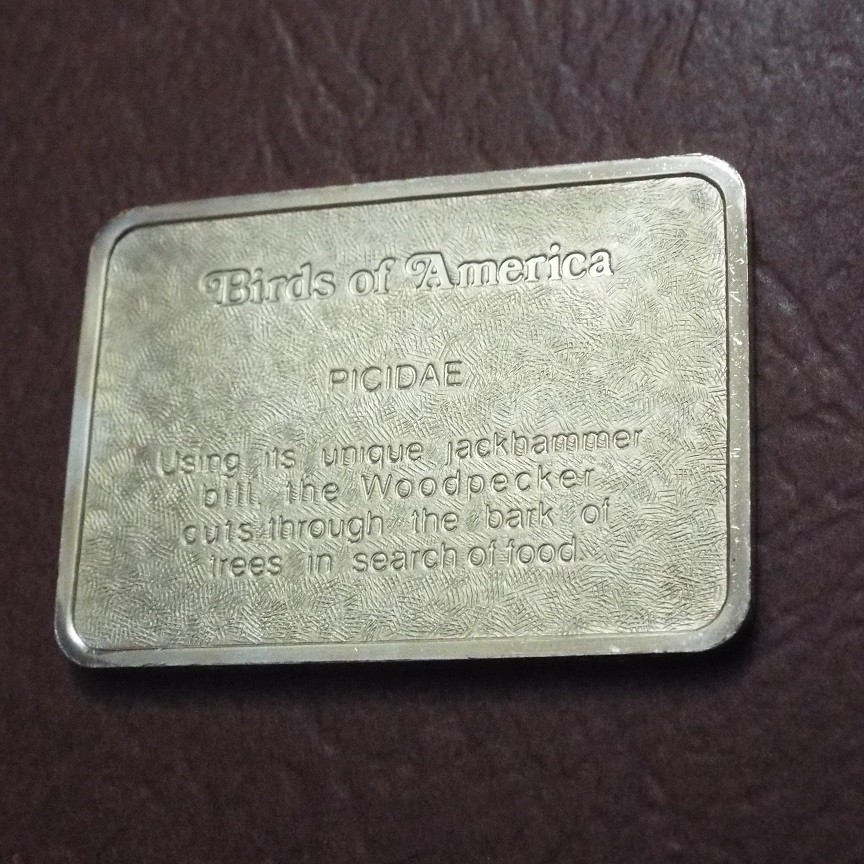 Birds of America
PICIDAE
Using its unique jackhammer
bill, the Woodpecker
cuts through the bark of
trees in search of food.